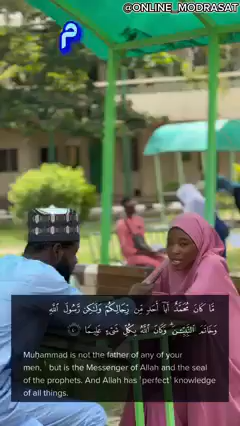 @ONLINE_MODRASAT
م
مَّا كَانَ مُحَمَّدٌ أَبَآ أَحَدٍ مِّن رِّجَالِكُمْ وَلَٰكِن رَّسُولَ ٱللَّهِ
وَخَاتَمَ ٱلنَّبِيِّـۧنَ ۗ وَكَانَ ٱللَّهُ بِكُلِّ شَىْءٍ عَلِيمًا ٤٠
Muḥammad is not the father of any of your
men, but is the Messenger of Allah and the seal
of the prophets. And Allah has ˹perfect˺ knowledge
of all things.